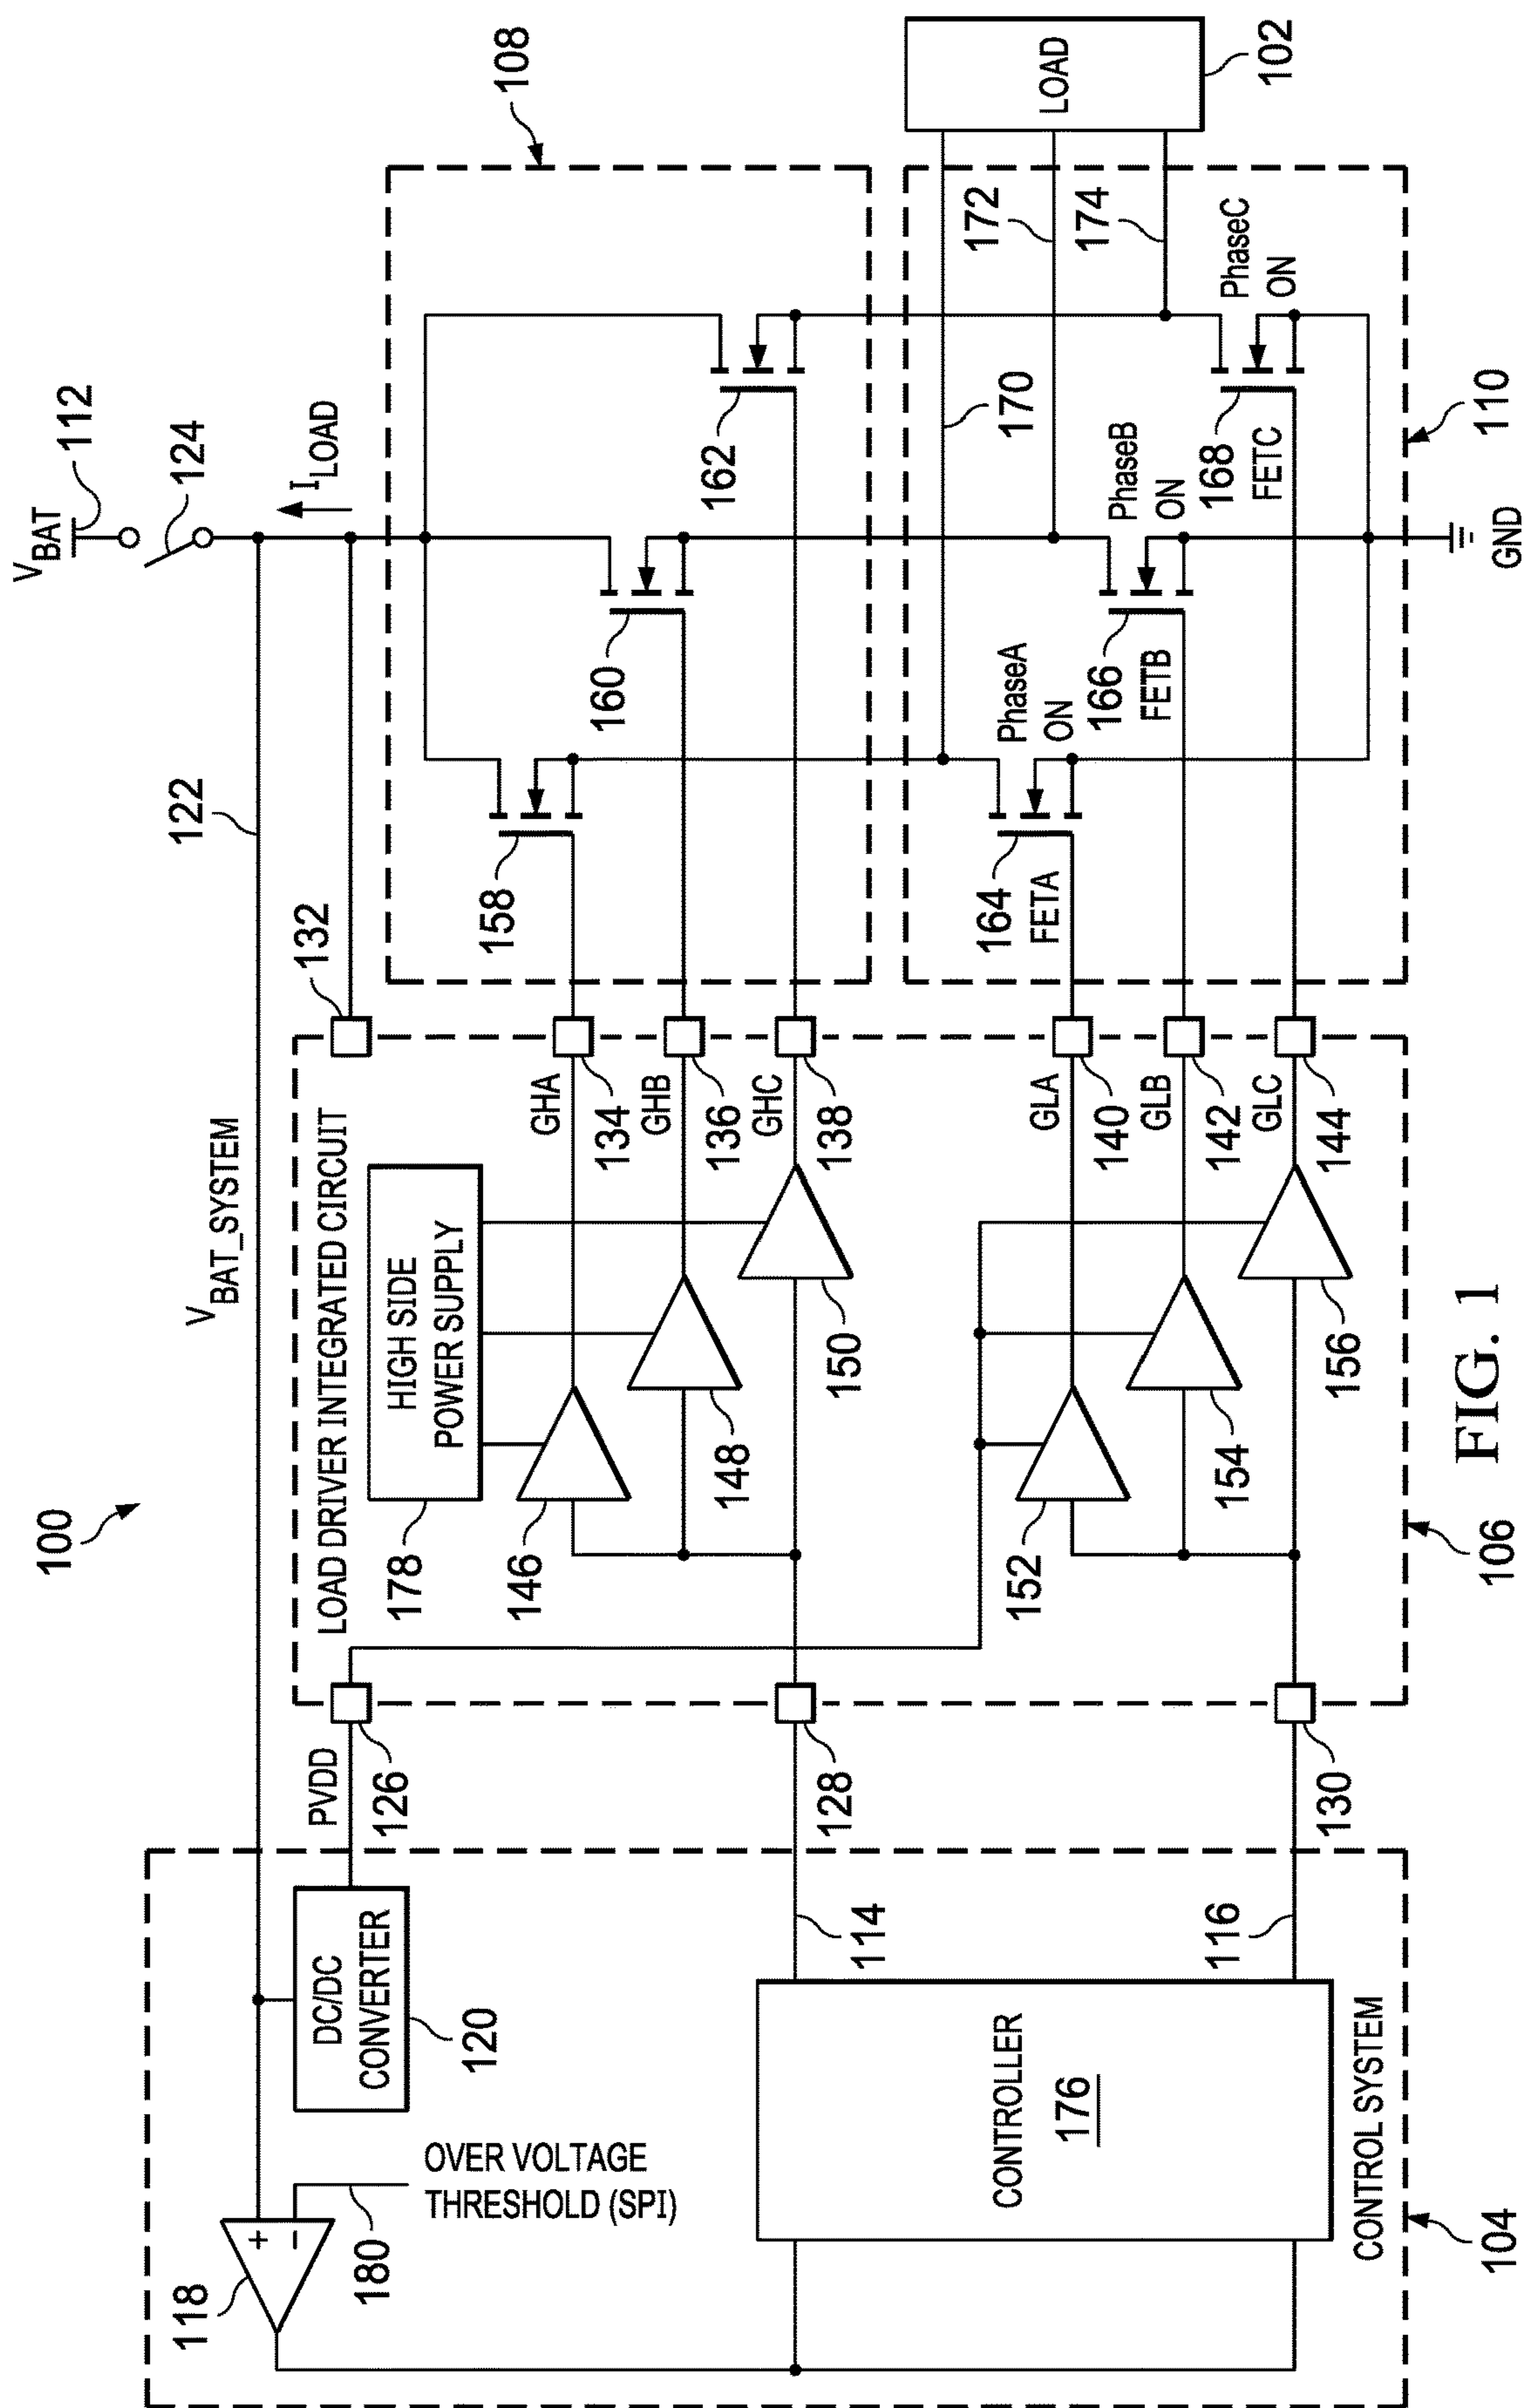 100
V_BAT_SYSTEM
122
V_BAT
112
124
I_LOAD
108
118
180
OVER VOLTAGE
THRESHOLD (SPI)
DC/DC
CONVERTER
120
PVDD
126
LOAD DRIVER INTEGRATED CIRCUIT
132
HIGH SIDE
POWER SUPPLY
178
146
148
150
GHA
134
GHB
136
GHC
138
158
160
162
CONTROLLER
176
114
116
128
130
152
154
156
GLA
140
GLB
142
GLC
144
164
FETA
PhaseA
ON
166
FETB
PhaseB
ON
168
FETC
PhaseC
ON
170
172
174
LOAD
102
CONTROL SYSTEM
104
106
110
GND
FIG. 1
+
−